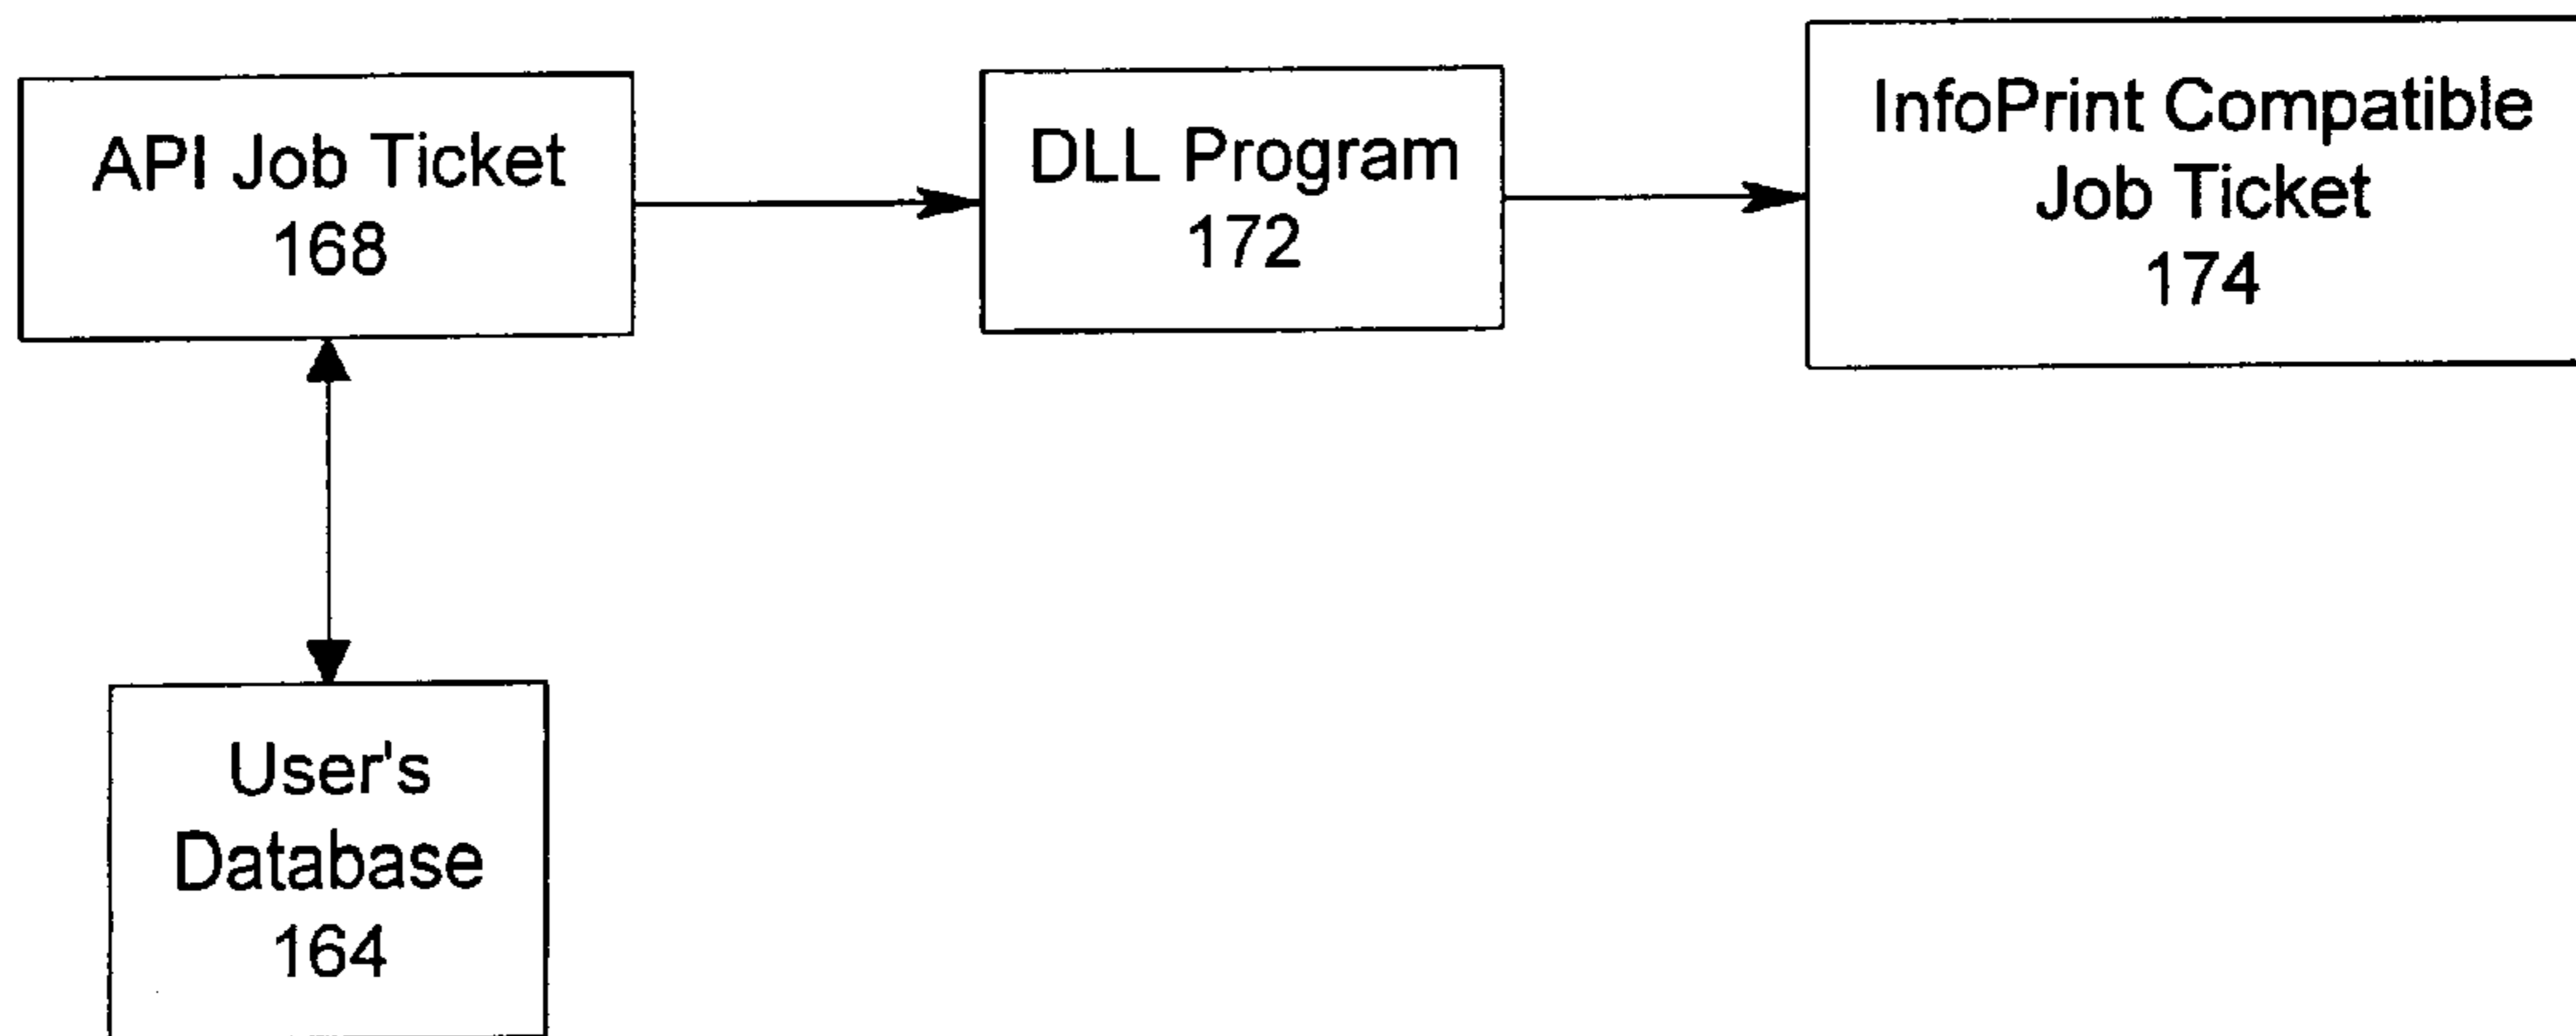 API Job Ticket
168
DLL Program
172
InfoPrint Compatible
Job Ticket
174
User's
Database
164